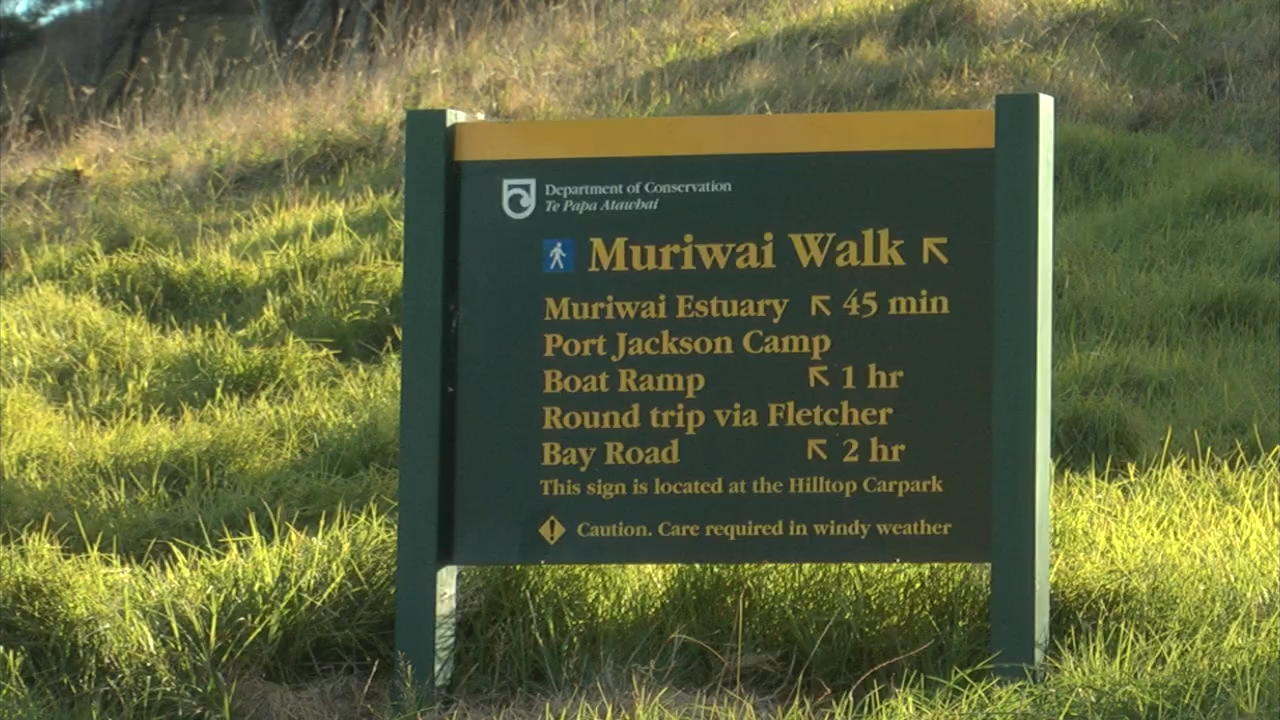 Department of Conservation
Te Papa Atawhai
Muriwai Walk ↖
Muriwai Estuary ↖ 45 min
Port Jackson Camp
Boat Ramp ↖ 1 hr
Round trip via Fletcher
Bay Road ↖ 2 hr
This sign is located at the Hilltop Carpark
Caution. Care required in windy weather